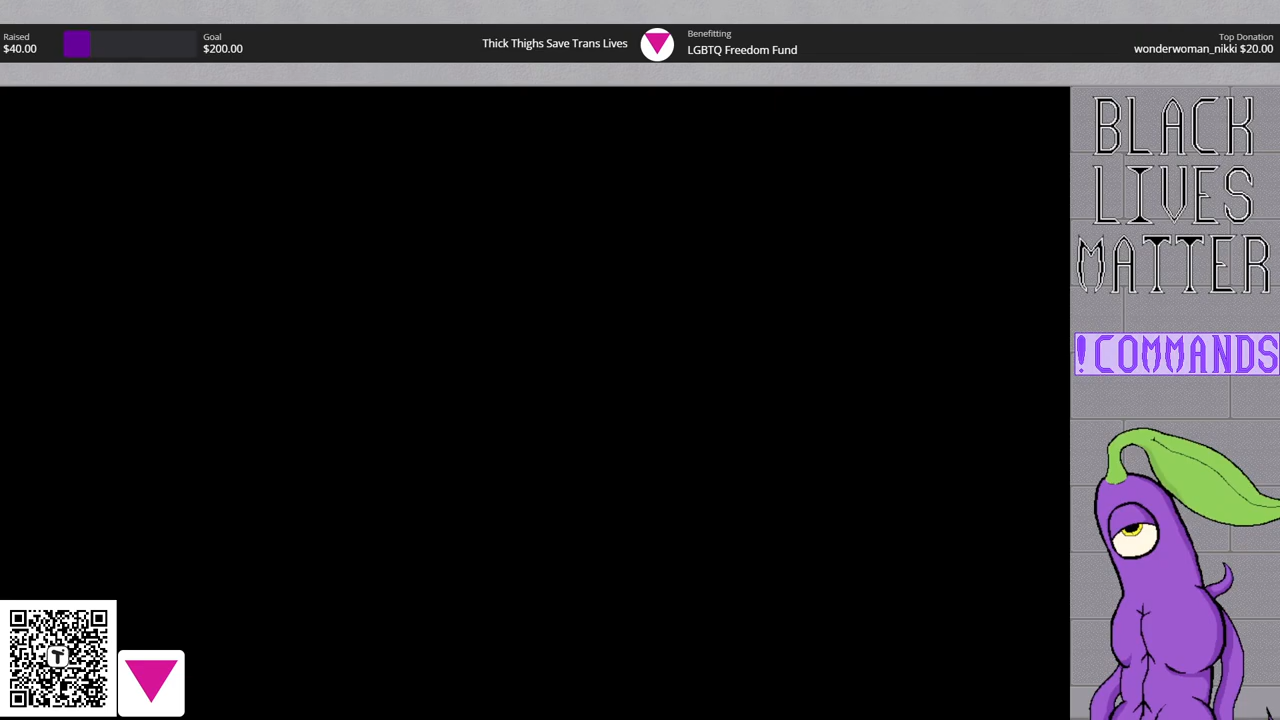 Raised
$40.00
Goal
$200.00
Thick Thighs Save Trans Lives
Benefitting
LGBTQ Freedom Fund
Top Donation
wonderwoman_nikki $20.00
BLACK
LIVES
MATTER
!COMMANDS
T